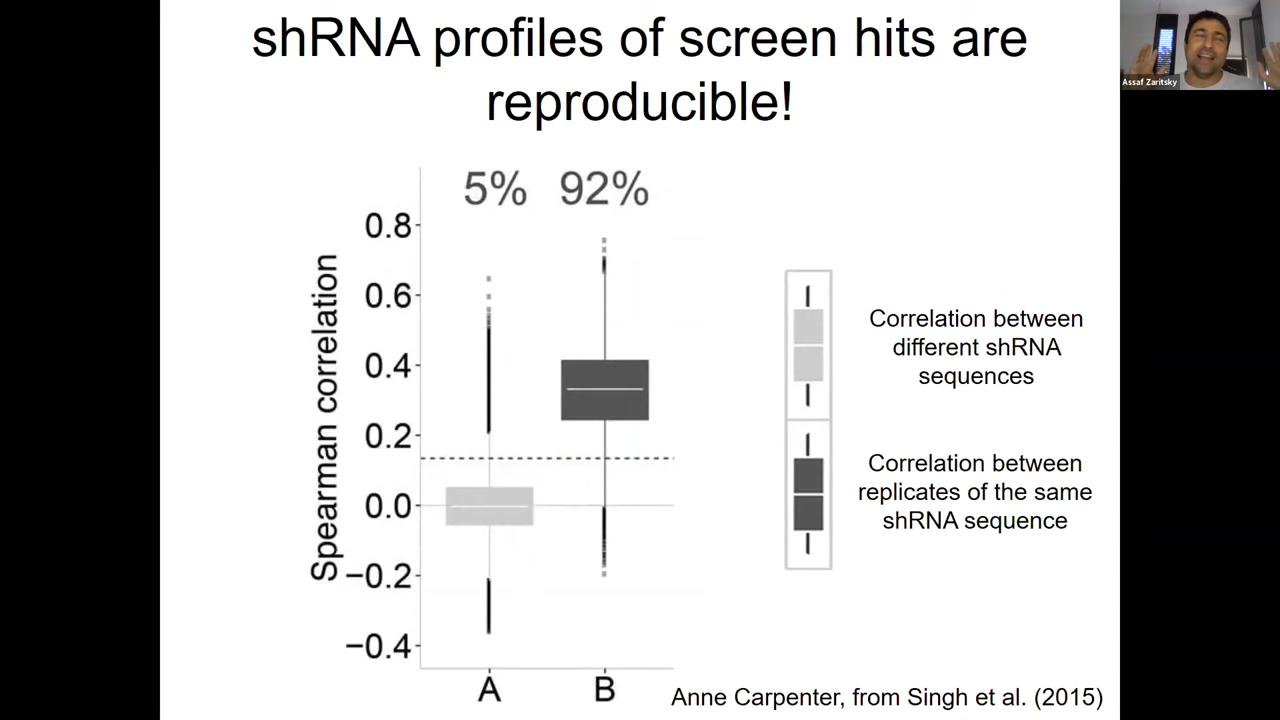 shRNA profiles of screen hits are
reproducible!
Assaf Zaritsky
5% 92%
Spearman correlation
0.8
0.6
0.4
0.2
0.0
−0.2
−0.4
A B
Correlation between
different shRNA
sequences
Correlation between
replicates of the same
shRNA sequence
Anne Carpenter, from Singh et al. (2015)